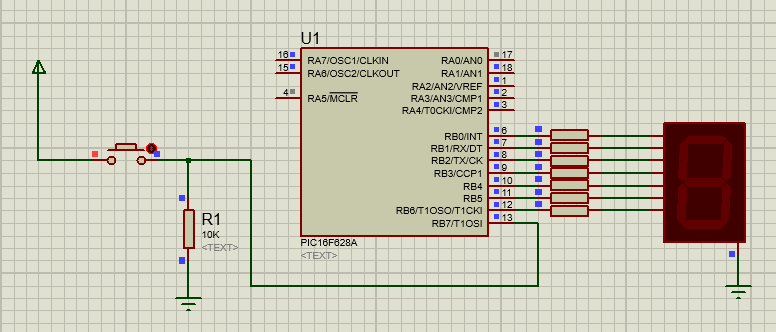 U1
16 RA7/OSC1/CLKIN RA0/AN0 17
15 RA6/OSC2/CLKOUT RA1/AN1 18
RA2/AN2/VREF 1
4 RA5/MCLR RA3/AN3/CMP1 2
RA4/T0CKI/CMP2 3
RB0/INT 6
RB1/RX/DT 7
RB2/TX/CK 8
RB3/CCP1 9
RB4 10
RB5 11
RB6/T1OSO/T1CKI 12
RB7/T1OSI 13
PIC16F628A
<TEXT>
R1
10K
<TEXT>